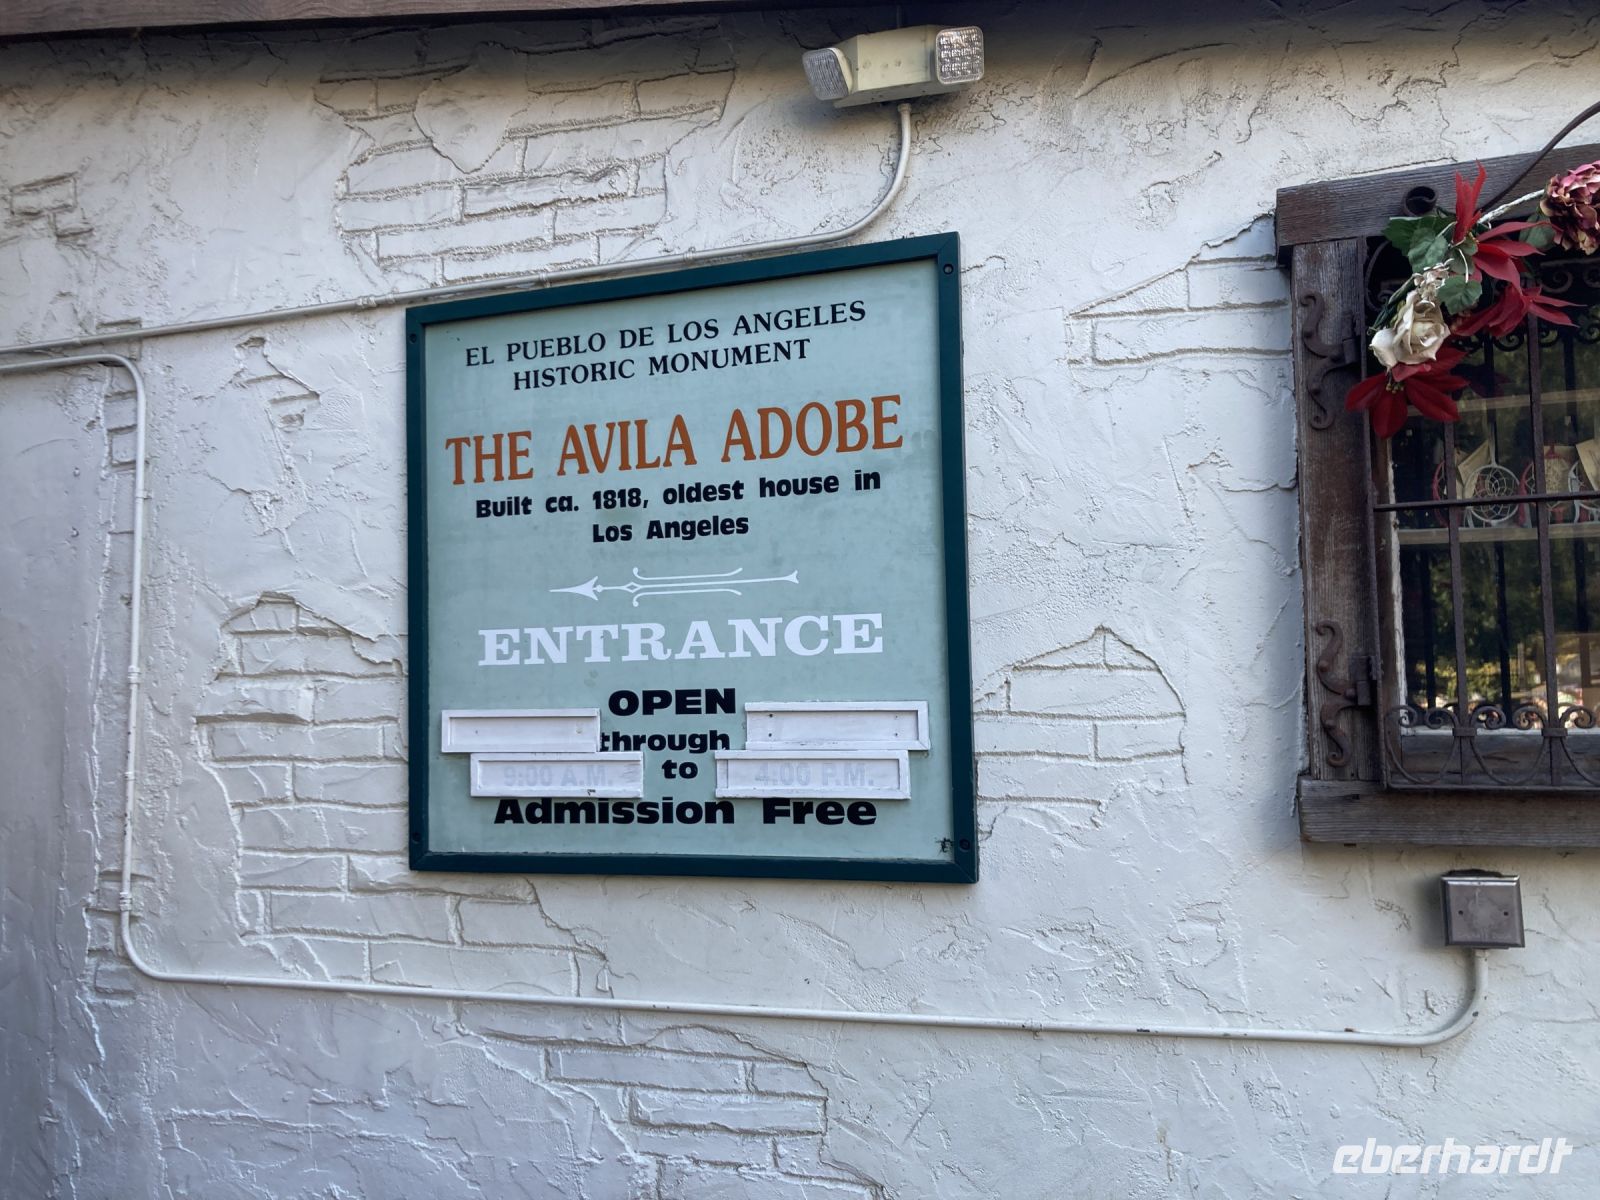 EL PUEBLO DE LOS ANGELES
HISTORIC MONUMENT
THE AVILA ADOBE
Built ca. 1818, oldest house in
Los Angeles
ENTRANCE
OPEN
through
9:00 A.M. to 4:00 P.M.
Admission Free
eberhardt